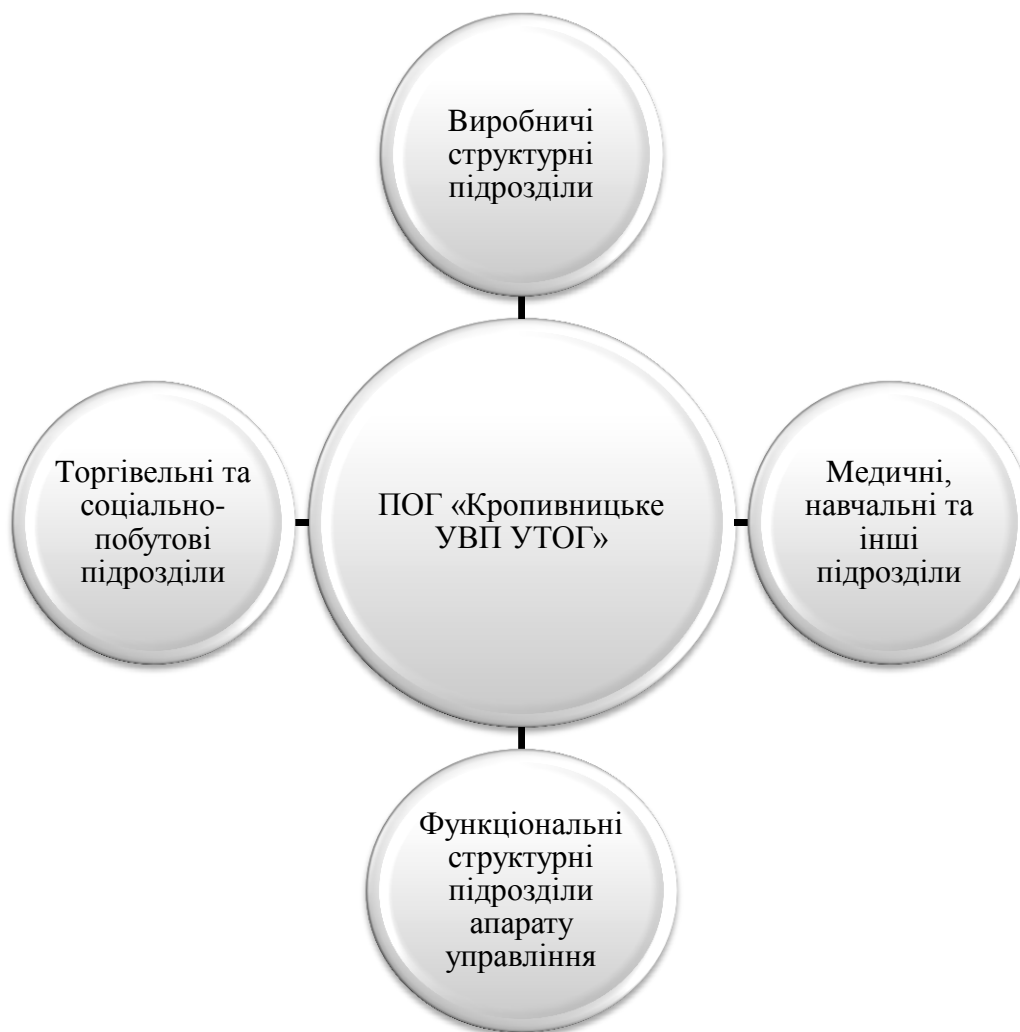 Виробничі
структурні
підрозділи
Торгівельні та
соціально-
побутові
підрозділи
ПОГ «Кропивницьке
УВП УТОГ»
Медичні,
навчальні та
інші
підрозділи
Функціональні
структурні
підрозділи
апарату
управління